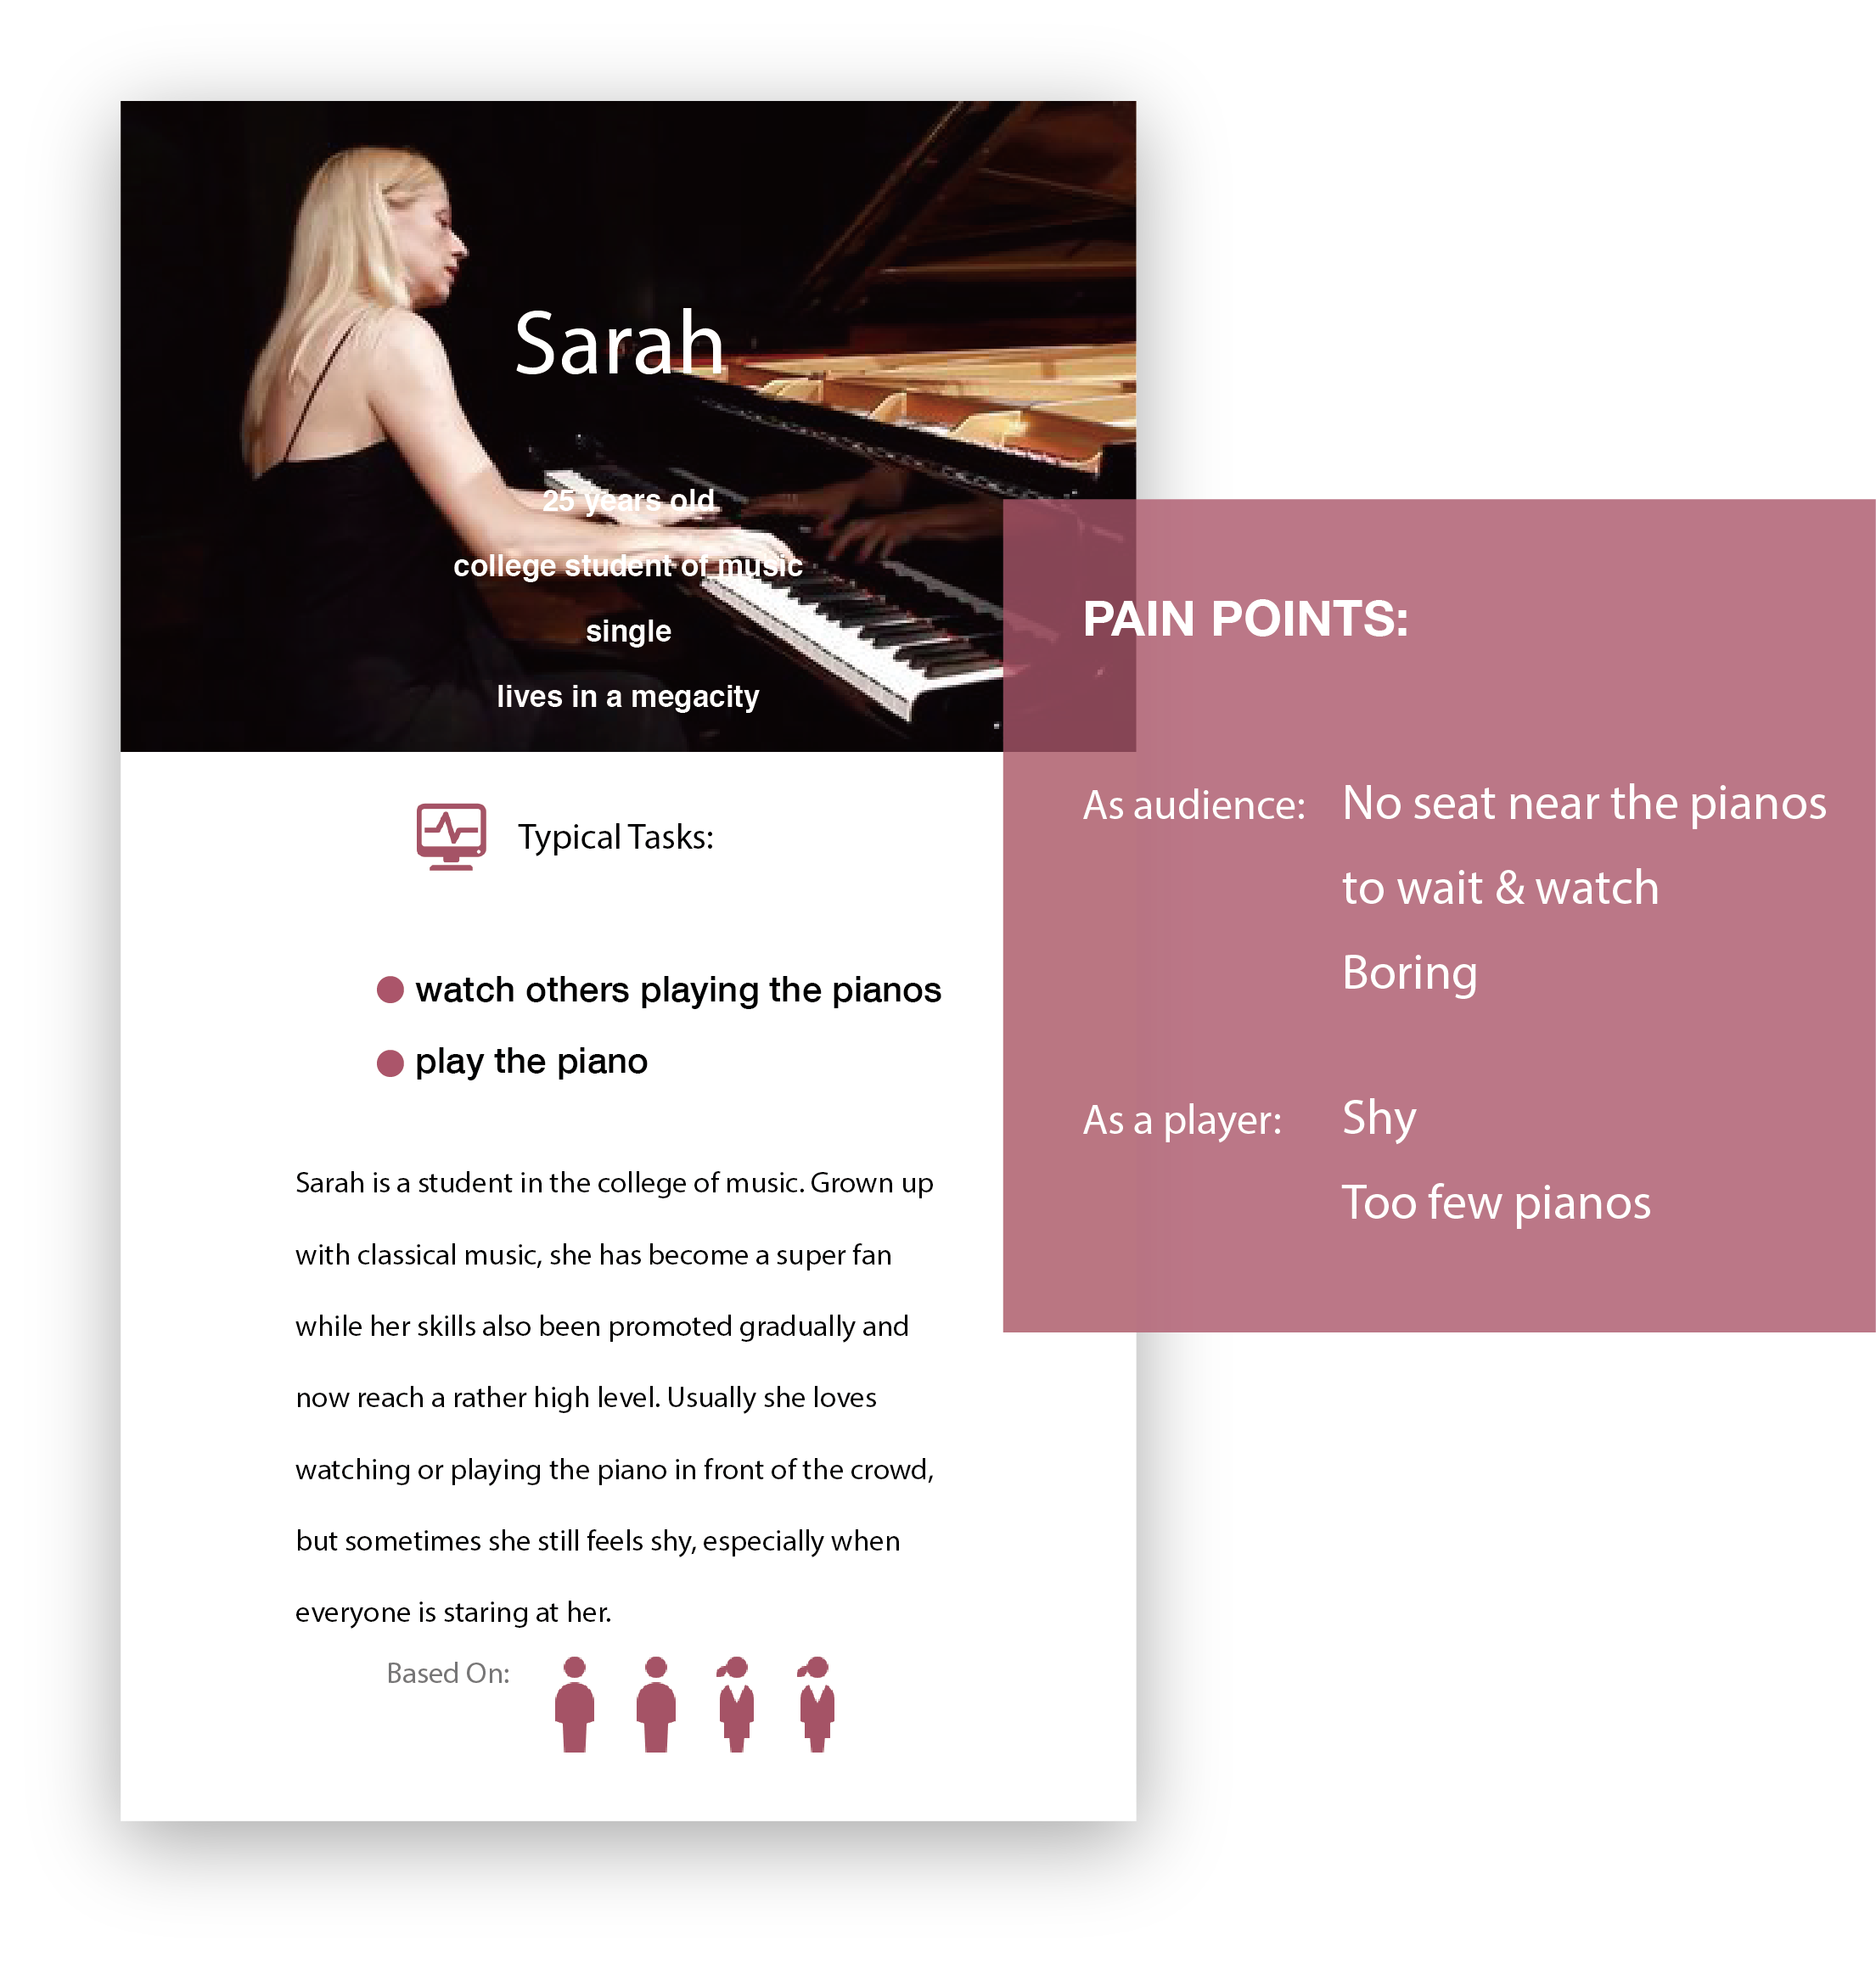 Sarah
25 years old
college student of music
single
lives in a megacity
Typical Tasks:
watch others playing the pianos
play the piano
Sarah is a student in the college of music. Grown up
with classical music, she has become a super fan
while her skills also been promoted gradually and
now reach a rather high level. Usually she loves
watching or playing the piano in front of the crowd,
but sometimes she still feels shy, especially when
everyone is staring at her.
Based On:
PAIN POINTS:
As audience: No seat near the pianos
to wait & watch
Boring
As a player: Shy
Too few pianos